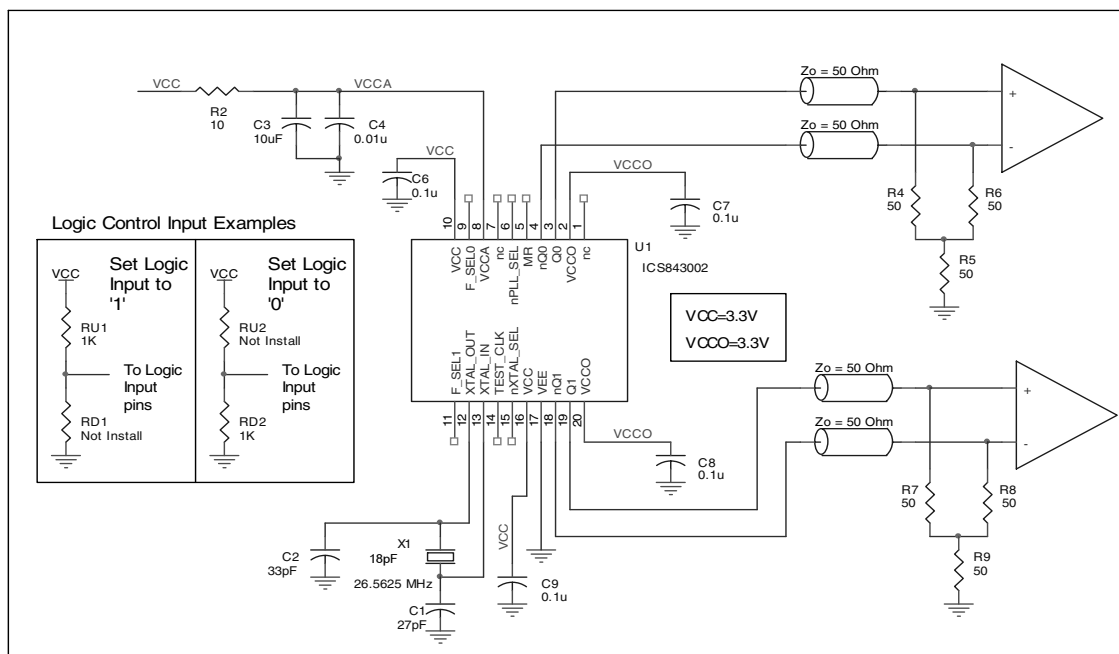 VCC
R2
10
VCCA
C3
10uF
C4
0.01u
VCC
C6
0.1u
VCCO
C7
0.1u
Zo = 50 Ohm
Zo = 50 Ohm
+
-
R4
50
R6
50
R5
50
Logic Control Input Examples
VCC
Set Logic
Input to
'1'
RU1
1K
To Logic
Input
pins
RD1
Not Install
VCC
Set Logic
Input to
'0'
RU2
Not Install
To Logic
Input
pins
RD2
1K
10
9
8
7
6
5
4
3
2
1
VCC
F_SEL0
VCCA
nc
nPLL_SEL
MR
nQ0
Q0
VCCO
nc
U1
ICS843002
F_SEL1
XTAL_OUT
XTAL_IN
TEST_CLK
nXTAL_SEL
VCC
VEE
nQ1
Q1
VCCO
11
12
13
14
15
16
17
18
19
20
VCC=3.3V
VCCO=3.3V
VCCO
C8
0.1u
Zo = 50 Ohm
Zo = 50 Ohm
+
-
R7
50
R8
50
R9
50
C2
33pF
X1
18pF
26.5625 MHz
C1
27pF
VCC
C9
0.1u